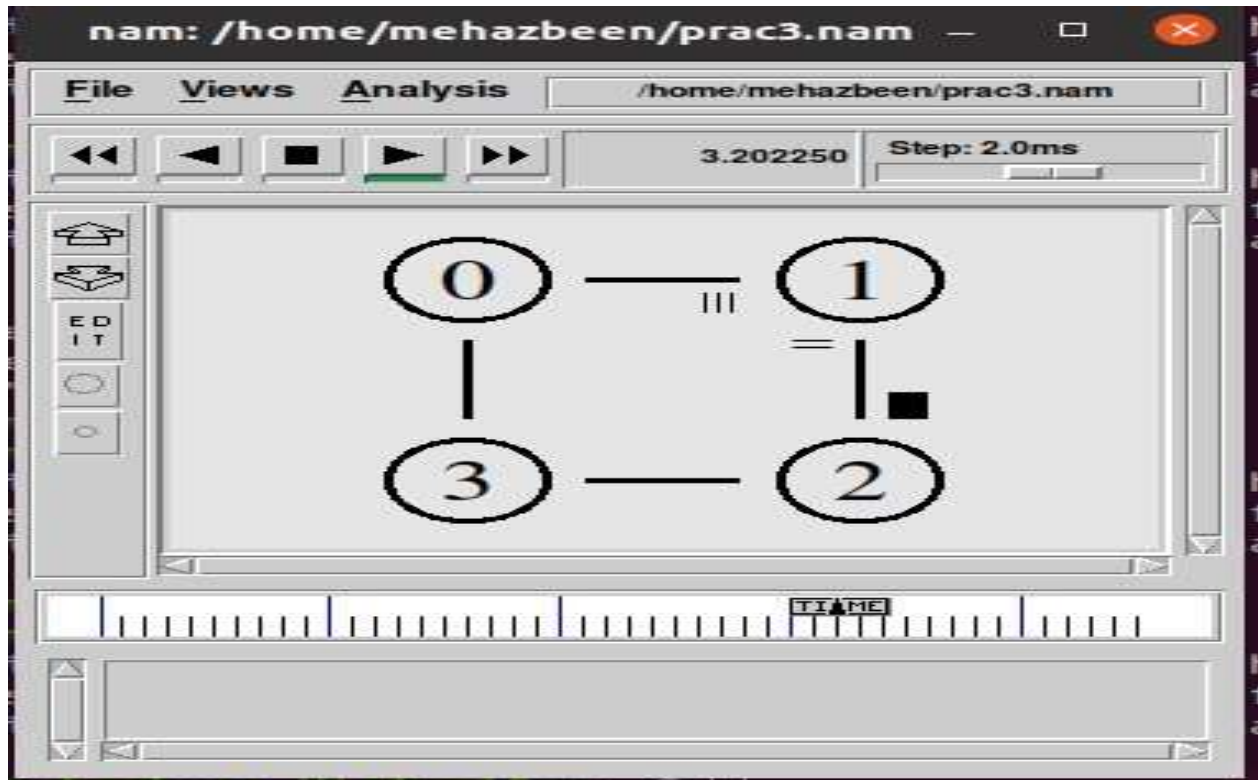 nam: /home/mehazbeen/prac3.nam
File Views Analysis /home/mehazbeen/prac3.nam
3.202250 Step: 2.0ms
0 1
E D
I T
3 2
TIME